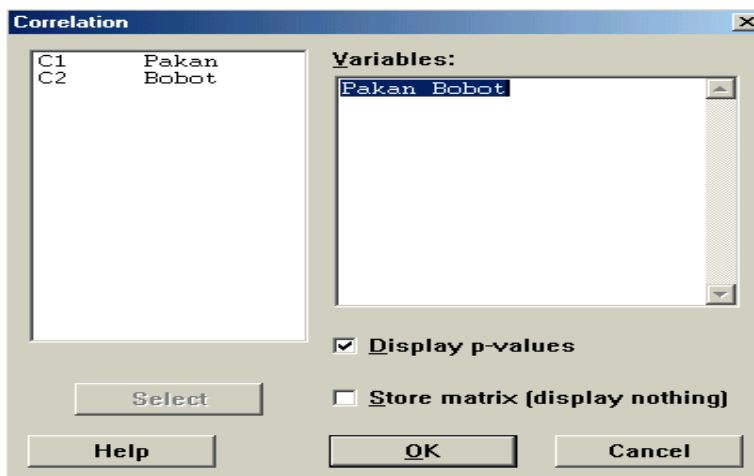 Correlation
C1 Pakan
C2 Bobot
Variables:
Pakan Bobot
Display p-values
Select
Store matrix (display nothing)
Help
OK
Cancel